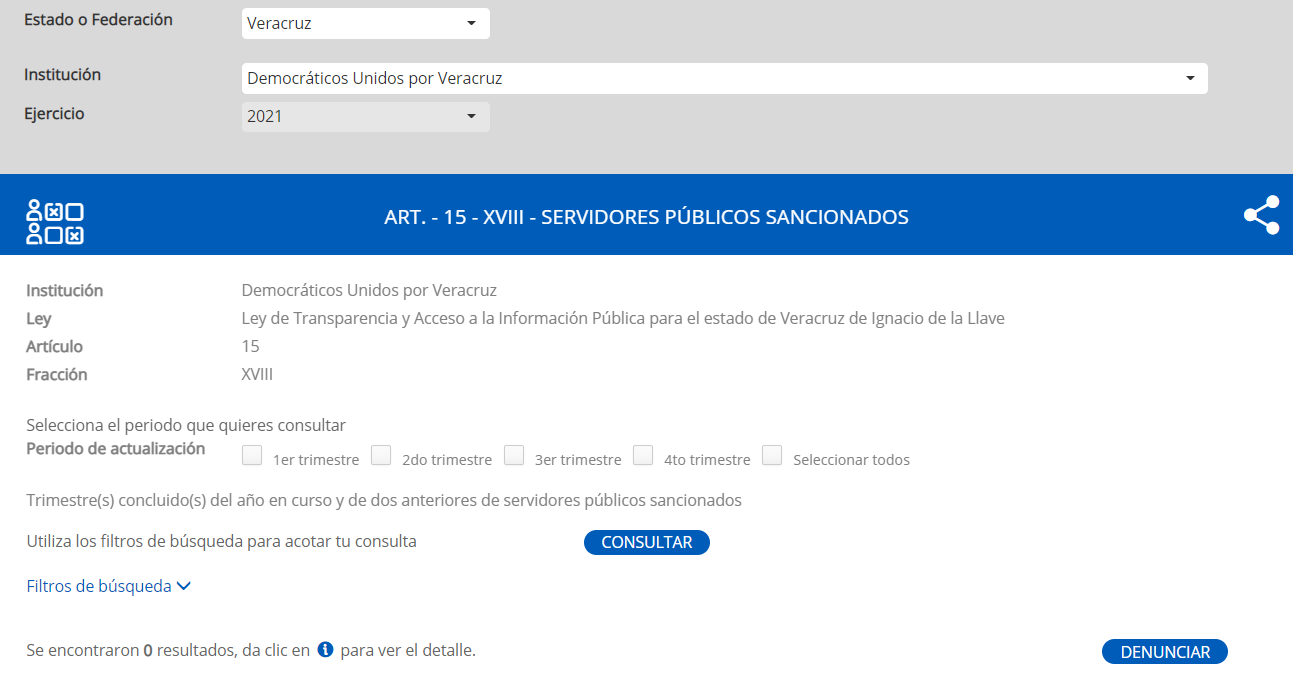 Estado o Federación Veracruz
Institución Democráticos Unidos por Veracruz
Ejercicio 2021
ART. - 15 - XVIII - SERVIDORES PÚBLICOS SANCIONADOS
Institución Democráticos Unidos por Veracruz
Ley Ley de Transparencia y Acceso a la Información Pública para el estado de Veracruz de Ignacio de la Llave
Artículo 15
Fracción XVIII
Selecciona el periodo que quieres consultar
Periodo de actualización 1er trimestre 2do trimestre 3er trimestre 4to trimestre Seleccionar todos
Trimestre(s) concluido(s) del año en curso y de dos anteriores de servidores públicos sancionados
Utiliza los filtros de búsqueda para acotar tu consulta CONSULTAR
Filtros de búsqueda
Se encontraron 0 resultados, da clic en i para ver el detalle. DENUNCIAR